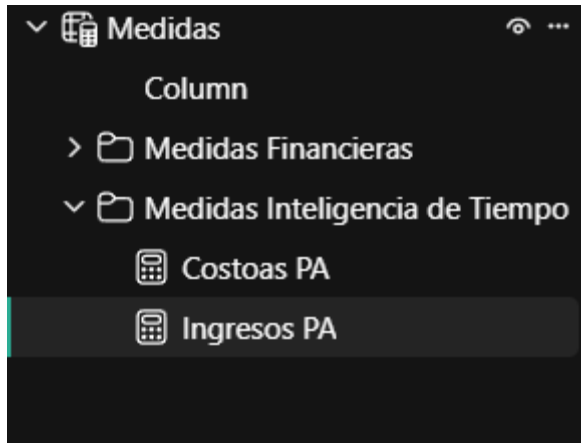 Medidas
Column
Medidas Financieras
Medidas Inteligencia de Tiempo
Costoas PA
Ingresos PA